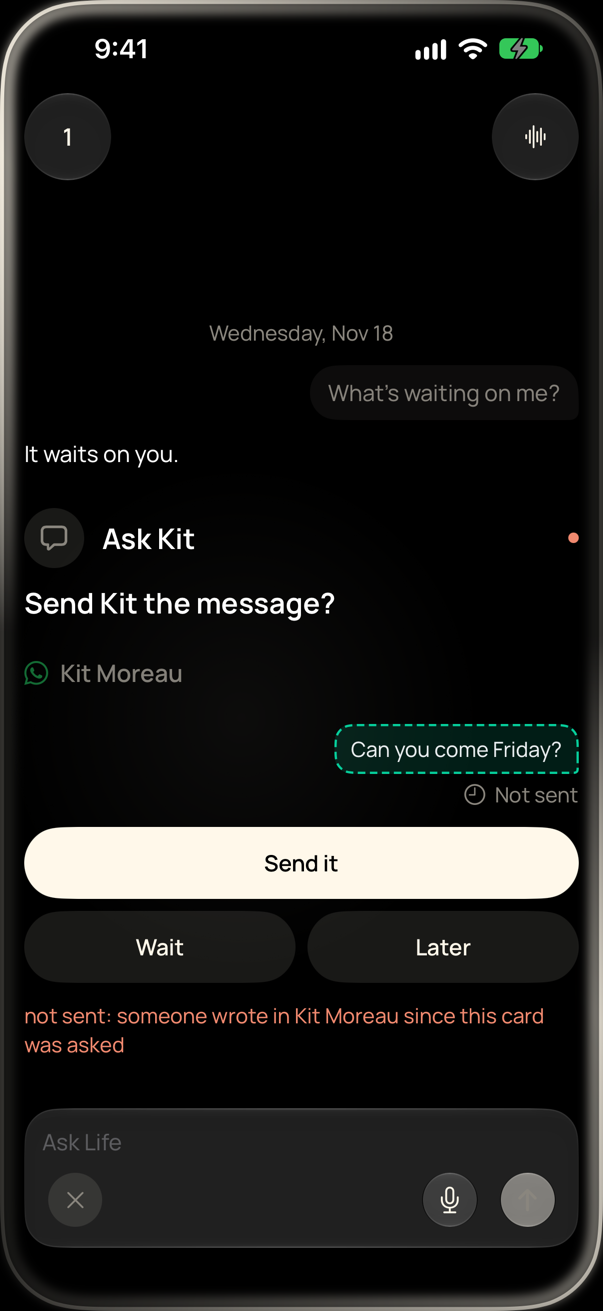 9:41
1
Wednesday, Nov 18
What's waiting on me?
It waits on you.
Ask Kit
Send Kit the message?
Kit Moreau
Can you come Friday?
Not sent
Send it
Wait
Later
not sent: someone wrote in Kit Moreau since this card
was asked
Ask Life